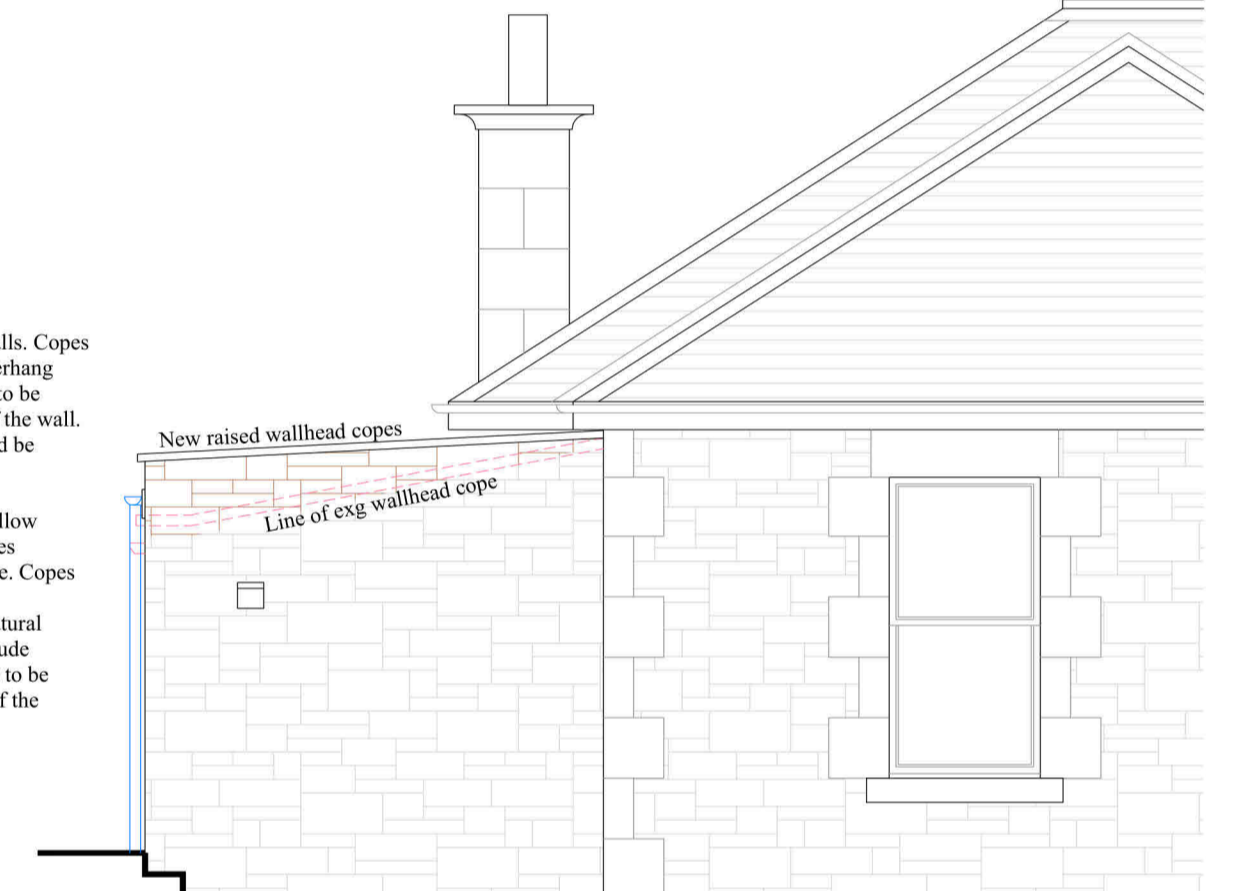 lls. Copes
erhang
to be
the wall.
d be
New raised wallhead copes
Line of exg wallhead cope
llow
es
e. Copes
tural
ude
to be
f the